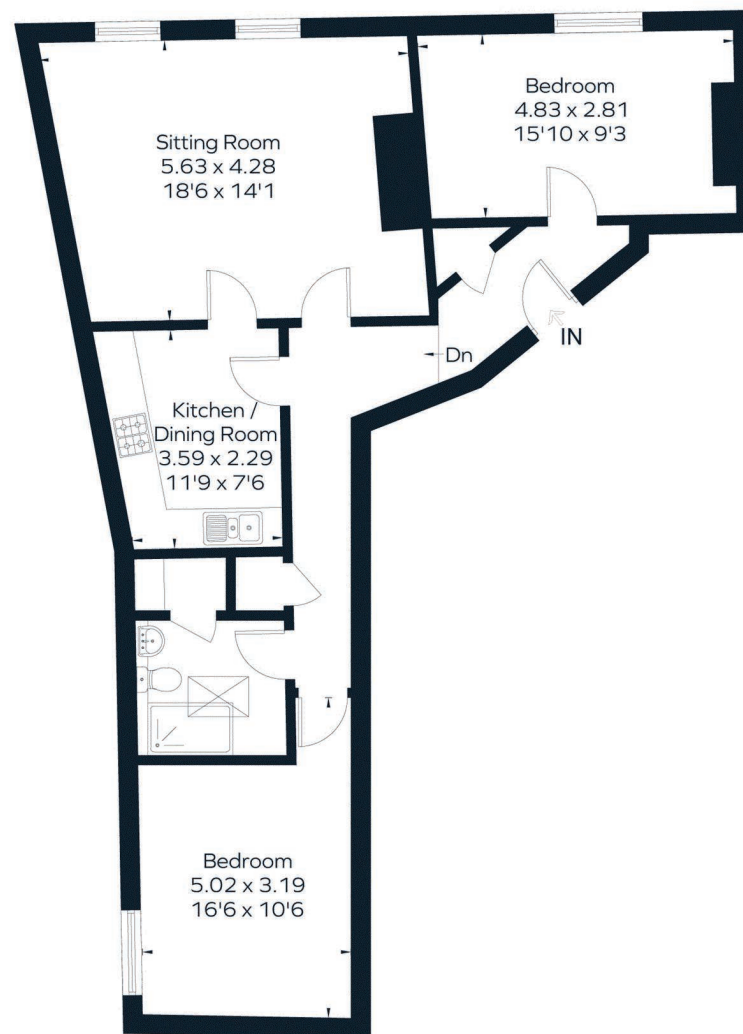 Sitting Room
5.63 x 4.28
18'6 x 14'1
Bedroom
4.83 x 2.81
15'10 x 9'3
IN
Dn
Kitchen /
Dining Room
3.59 x 2.29
11'9 x 7'6
Bedroom
5.02 x 3.19
16'6 x 10'6